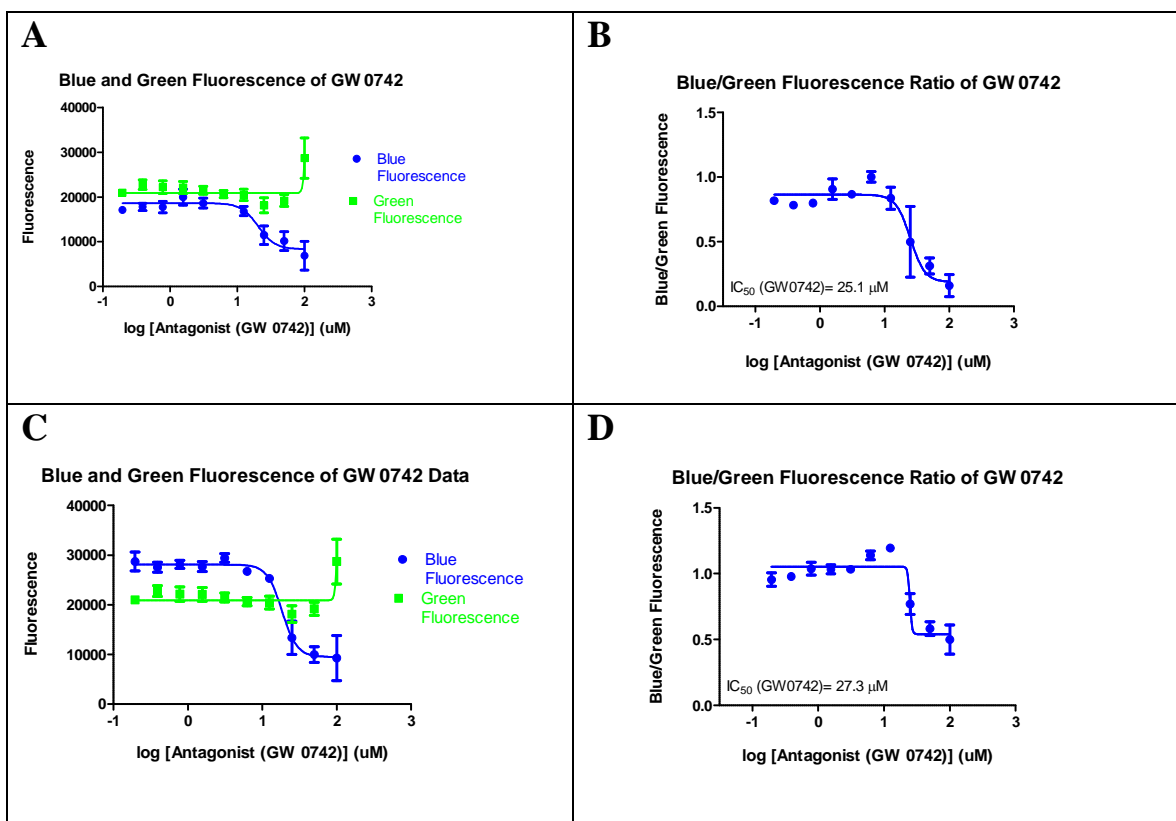 A
Blue and Green Fluorescence of GW 0742
40000
30000
20000
10000
0
Fluorescence
-1 0 1 2 3
log [Antagonist (GW 0742)] (uM)
Blue
Fluorescence
Green
Fluorescence
B
Blue/Green Fluorescence Ratio of GW 0742
1.5
1.0
0.5
0.0
Blue/Green Fluorescence
IC50 (GW0742)= 25.1 µM
-1 0 1 2 3
log [Antagonist (GW 0742)] (uM)
C
Blue and Green Fluorescence of GW 0742 Data
40000
30000
20000
10000
0
Fluorescence
-1 0 1 2 3
log [Antagonist (GW 0742)] (uM)
Blue
Fluorescence
Green
Fluorescence
D
Blue/Green Fluorescence Ratio of GW 0742
1.5
1.0
0.5
0.0
Blue/Green Fluorescence
IC50 (GW0742)= 27.3 µM
-1 0 1 2 3
log [Antagonist (GW 0742)] (uM)